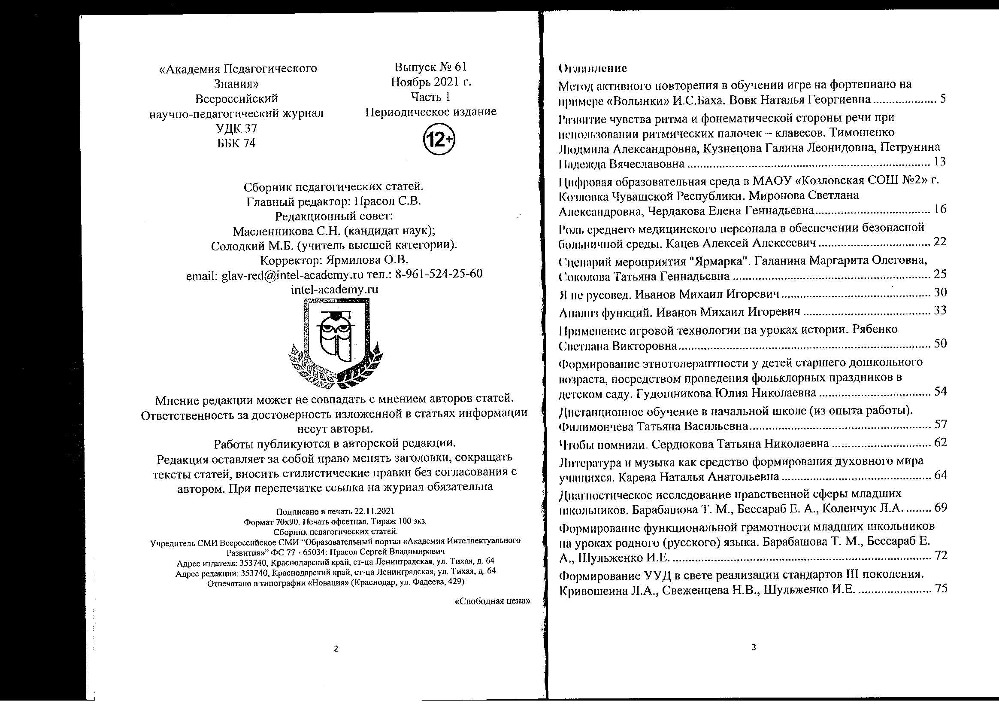 «Академия Педагогического
Знания»
Всероссийский
научно-педагогический журнал
УДК 37
ББК 74
Выпуск № 61
Ноябрь 2021 г.
Часть 1
Периодическое издание
12+
Сборник педагогических статей.
Главный редактор: Прасол С.В.
Редакционный совет:
Масленникова С.Н. (кандидат наук);
Солодкий М.Б. (учитель высшей категории).
Корректор: Ярмилова О.В.
email: glav-red@intel-academy.ru тел.: 8-961-524-25-60
intel-academy.ru
Мнение редакции может не совпадать с мнением авторов статей.
Ответственность за достоверность изложенной в статьях информации
несут авторы.
Работы публикуются в авторской редакции.
Редакция оставляет за собой право менять заголовки, сокращать
тексты статей, вносить стилистические правки без согласования с
автором. При перепечатке ссылка на журнал обязательна
Подписано в печать 22.11.2021
Формат 70х90. Печать офсетная. Тираж 100 экз.
Сборник педагогических статей.
Учредитель СМИ Всероссийское СМИ "Образовательный портал «Академия Интеллектуального
Развития»" ФС 77 - 65034: Прасол Сергей Владимирович
Адрес издателя: 353740, Краснодарский край, ст-ца Ленинградская, ул. Тихая, д. 64
Адрес редакции: 353740, Краснодарский край, ст-ца Ленинградская, ул. Тихая, д. 64
Отпечатано в типографии «Новация» (Краснодар, ул. Фадеева, 429)
«Свободная цена»
2
Оглавление
Метод активного повторения в обучении игре на фортепиано на
примере «Волынки» И.С.Баха. Вовк Наталья Георгиевна ................... 5
Развитие чувства ритма и фонематической стороны речи при
использовании ритмических палочек – клавесов. Тимошенко
Людмила Александровна, Кузнецова Галина Леонидовна, Петрунина
Надежда Вячеславовна ........................................................................... 13
Цифровая образовательная среда в МАОУ «Козловская СОШ №2» г.
Козловка Чувашской Республики. Миронова Светлана
Александровна, Чердакова Елена Геннадьевна................................... 16
Роль среднего медицинского персонала в обеспечении безопасной
больничной среды. Кацев Алексей Алексеевич .................................. 22
Сценарий мероприятия "Ярмарка". Галанина Маргарита Олеговна,
Соколова Татьяна Геннадьевна ............................................................. 25
Я не русовед. Иванов Михаил Игоревич.............................................. 30
Анализ функций. Иванов Михаил Игоревич ....................................... 33
Применение игровой технологии на уроках истории. Рябенко
Светлана Викторовна.............................................................................. 50
Формирование этнотолерантности у детей старшего дошкольного
возраста, посредством проведения фольклорных праздников в
детском саду. Гудошникова Юлия Николаевна .................................. 54
Дистанционное обучение в начальной школе (из опыта работы).
Филимончева Татьяна Васильевна........................................................ 57
Чтобы помнили. Сердюкова Татьяна Николаевна .............................. 62
Литература и музыка как средство формирования духовного мира
учащихся. Карева Наталья Анатольевна .............................................. 64
Диагностическое исследование нравственной сферы младших
школьников. Барабашова Т. М., Бессараб Е. А., Коленчук Л.А. ........ 69
Формирование функциональной грамотности младших школьников
на уроках родного (русского) языка. Барабашова Т. М., Бессараб Е.
А., Шульженко И.Е. ................................................................................ 72
Формирование УУД в свете реализации стандартов III поколения.
Кривошеина Л.А., Свеженцева Н.В., Шульженко И.Е. ....................... 75
3